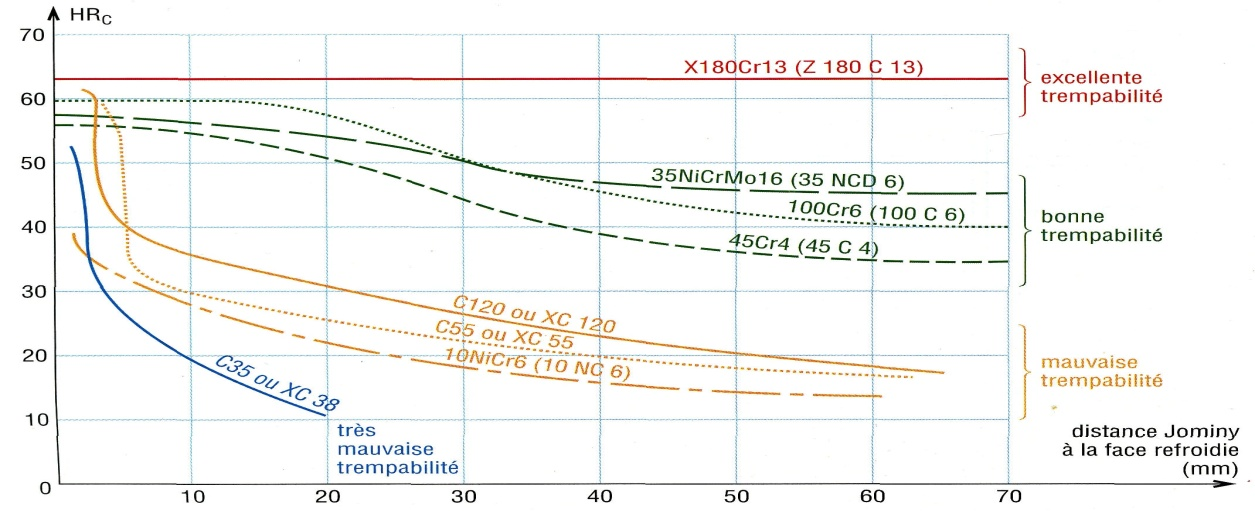 HRC
70
60
50
40
30
20
10
0
X180Cr13 (Z 180 C 13)
excellente
trempabilité
35NiCrMo16 (35 NCD 6)
100Cr6 (100 C 6)
45Cr4 (45 C 4)
bonne
trempabilité
C120 ou XC 120
C55 ou XC 55
10NiCr6 (10 NC 6)
mauvaise
trempabilité
C35 ou XC 38
très
mauvaise
trempabilité
distance Jominy
à la face refroidie
(mm)
10 20 30 40 50 60 70